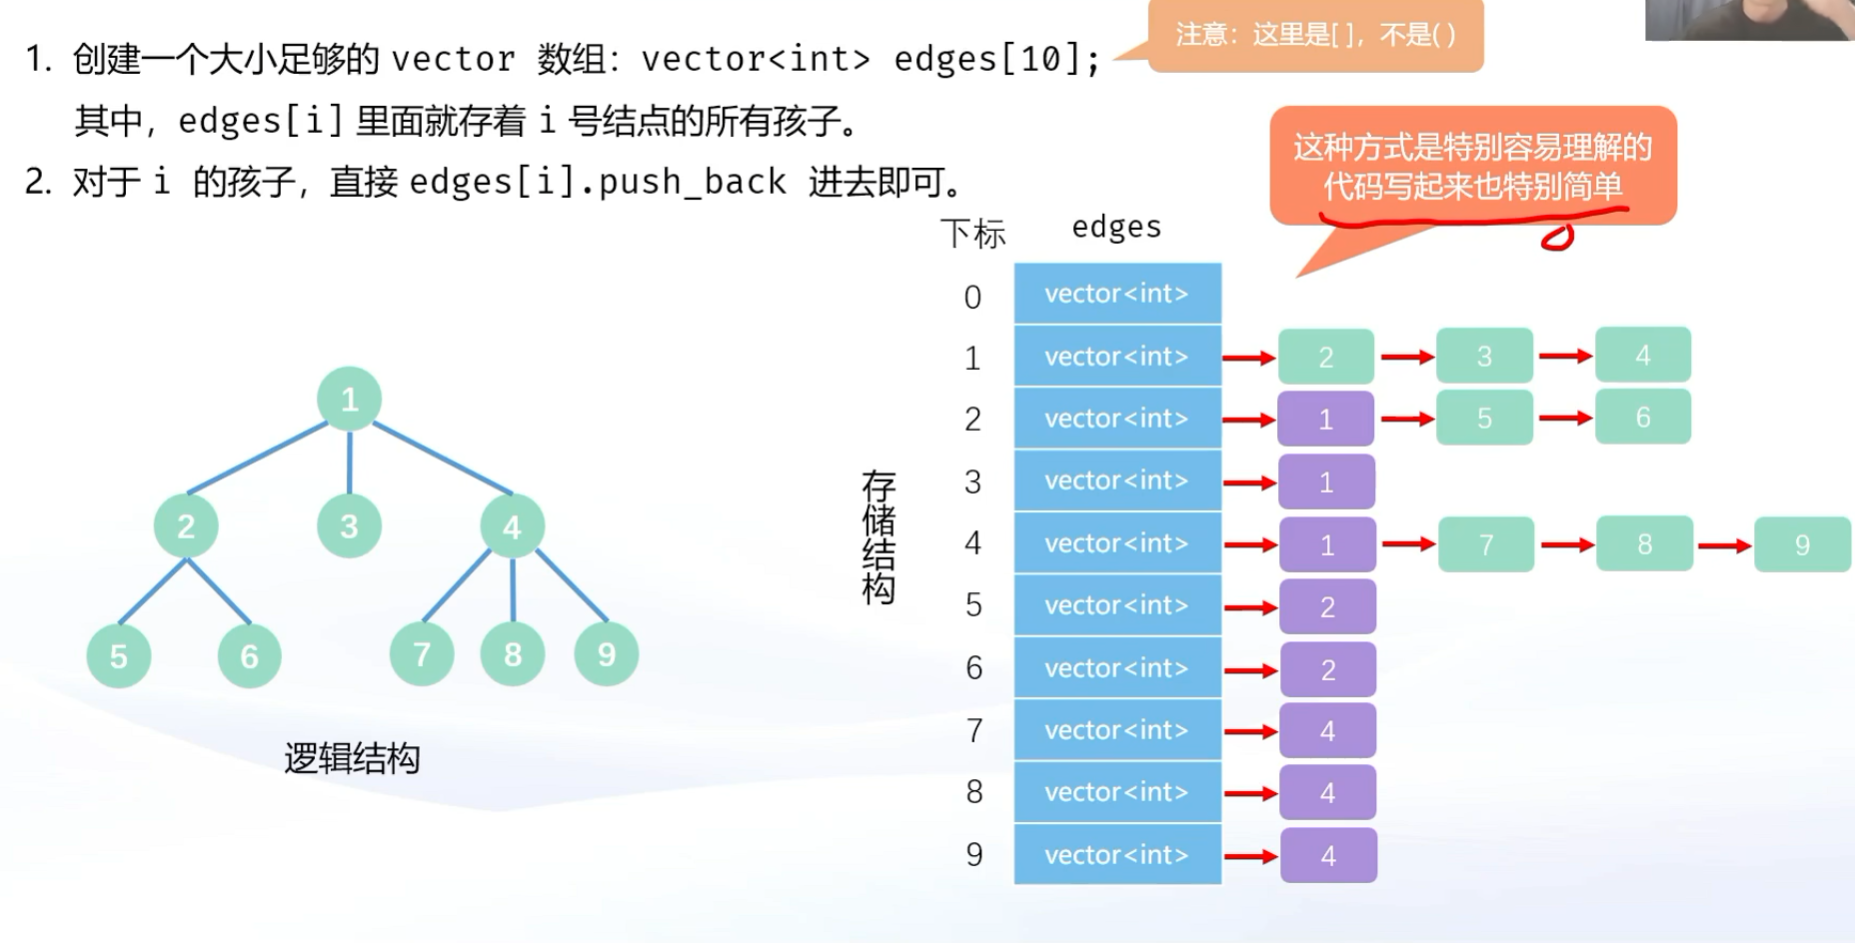 注意：这里是[ ]，不是( )
1. 创建一个大小足够的 vector 数组：vector<int> edges[10];
其中，edges[i] 里面就存着 i 号结点的所有孩子。
2. 对于 i 的孩子，直接 edges[i].push_back 进去即可。
这种方式是特别容易理解的
代码写起来也特别简单
下标 edges
0 vector<int>
1 vector<int> 2 3 4
2 vector<int> 1 5 6
3 vector<int> 1
4 vector<int> 1 7 8 9
5 vector<int> 2
6 vector<int> 2
7 vector<int> 4
8 vector<int> 4
9 vector<int> 4
存储结构
1
2 3 4
5 6 7 8 9
逻辑结构